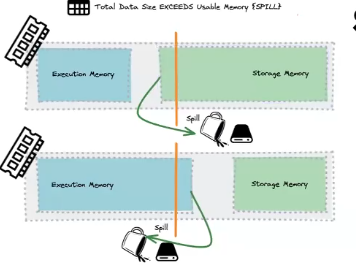 Total Data Size EXCEEDS Usable Memory {SPILL}
Execution Memory
Storage Memory
Spill
Execution Memory
Storage Memory
Spill